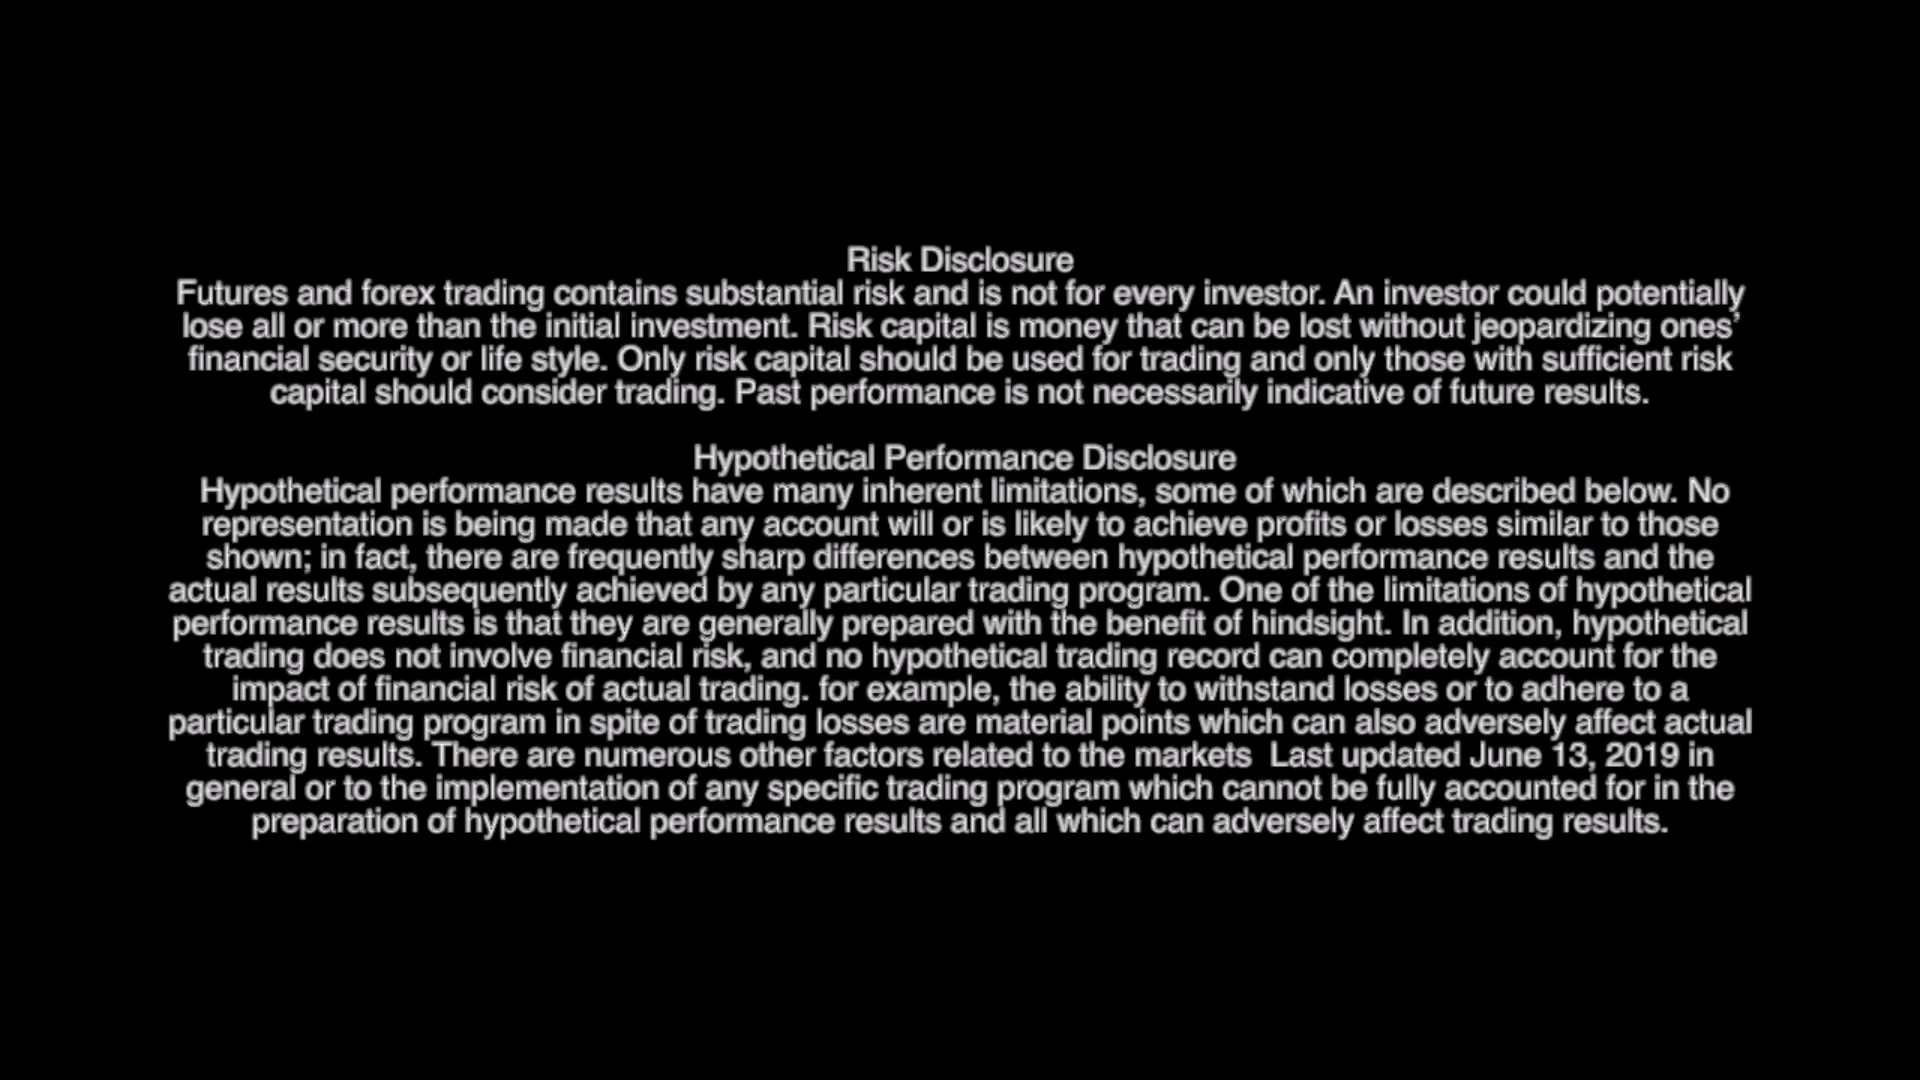 Risk Disclosure
Futures and forex trading contains substantial risk and is not for every investor. An investor could potentially
lose all or more than the initial investment. Risk capital is money that can be lost without jeopardizing ones’
financial security or life style. Only risk capital should be used for trading and only those with sufficient risk
capital should consider trading. Past performance is not necessarily indicative of future results.
Hypothetical Performance Disclosure
Hypothetical performance results have many inherent limitations, some of which are described below. No
representation is being made that any account will or is likely to achieve profits or losses similar to those
shown; in fact, there are frequently sharp differences between hypothetical performance results and the
actual results subsequently achieved by any particular trading program. One of the limitations of hypothetical
performance results is that they are generally prepared with the benefit of hindsight. In addition, hypothetical
trading does not involve financial risk, and no hypothetical trading record can completely account for the
impact of financial risk of actual trading. for example, the ability to withstand losses or to adhere to a
particular trading program in spite of trading losses are material points which can also adversely affect actual
trading results. There are numerous other factors related to the markets  Last updated June 13, 2019 in
general or to the implementation of any specific trading program which cannot be fully accounted for in the
preparation of hypothetical performance results and all which can adversely affect trading results.